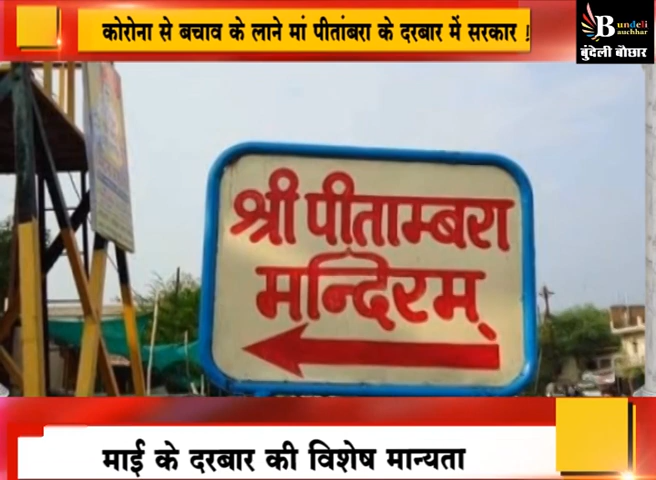 कोरोना से बचाव के लाने मां पीतांबरा के दरबार में सरकार !
Bundeli
Bauchhar
बुंदेली बौछार
श्री पीताम्बरा
मन्दिरम्
माई के दरबार की विशेष मान्यता